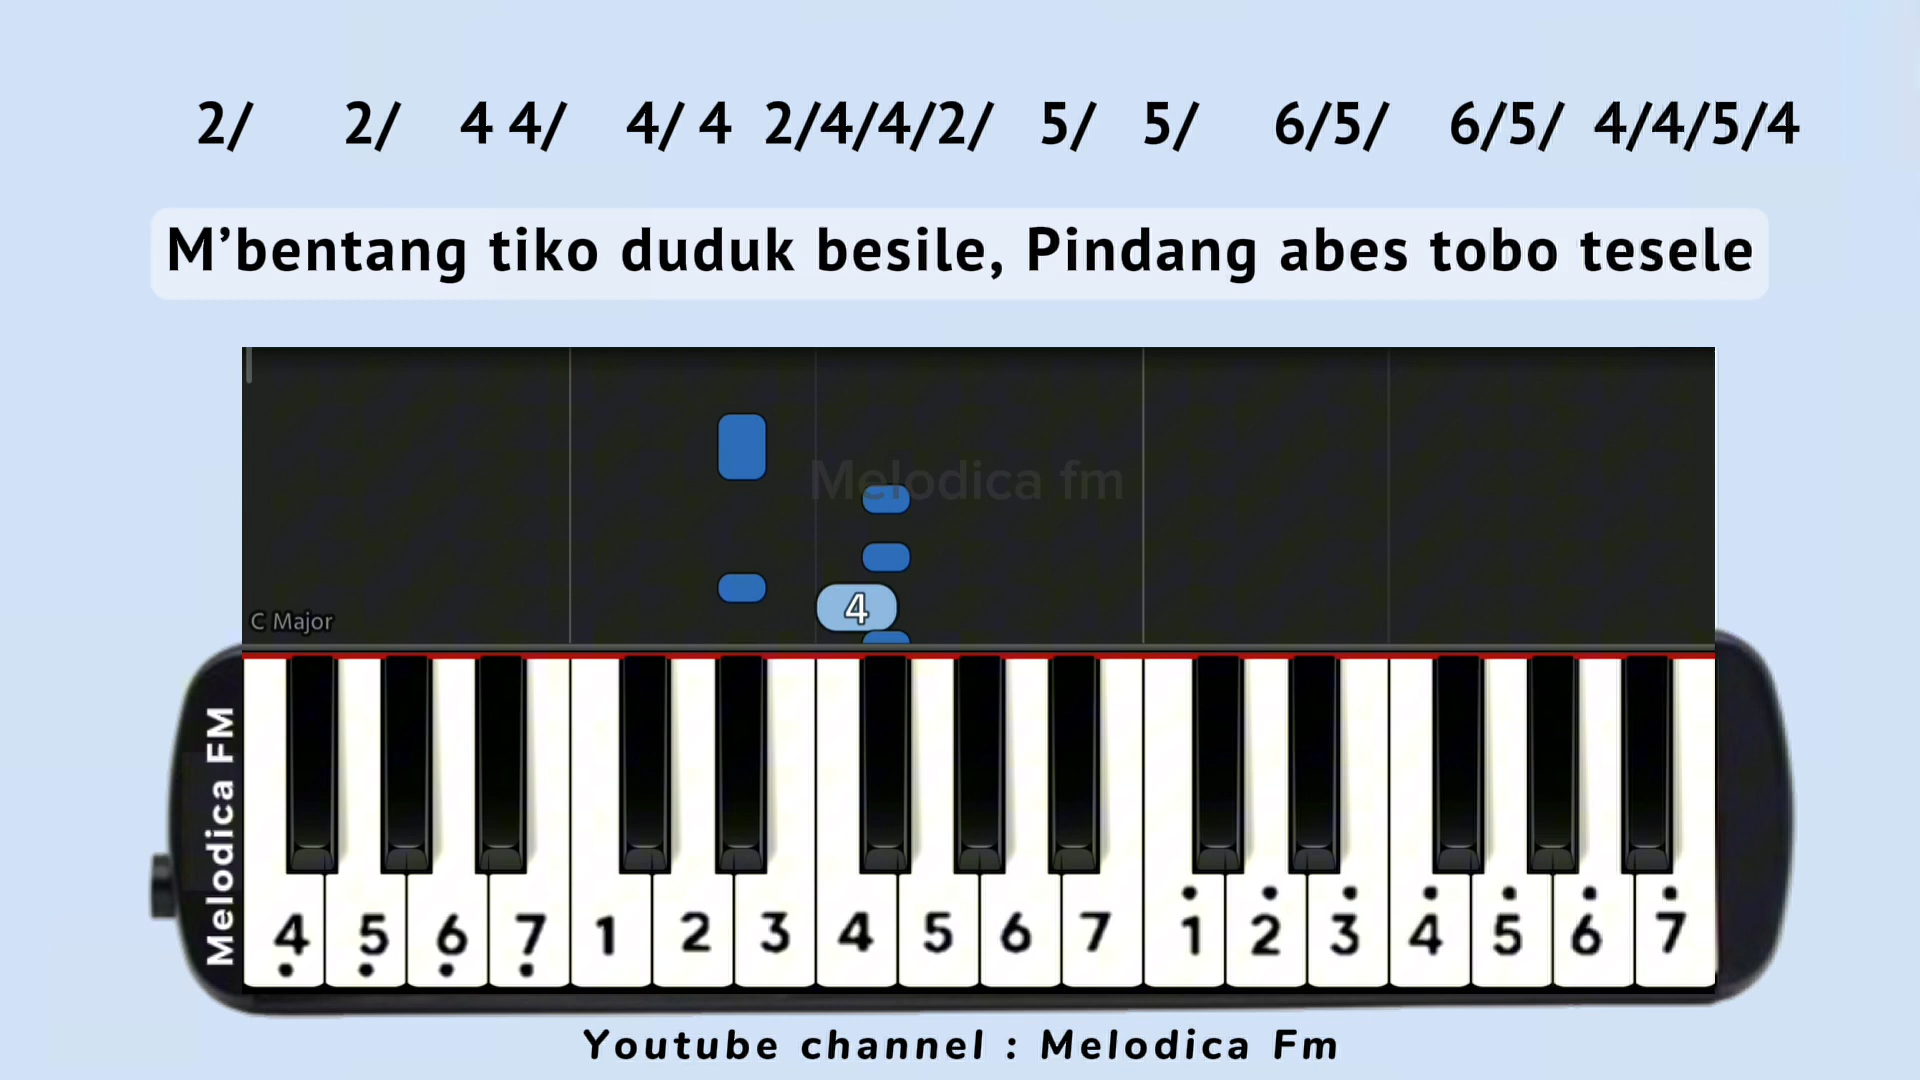 2/ 2/ 4 4/ 4/ 4 2/4/4/2/ 5/ 5/ 6/5/ 6/5/ 4/4/5/4
M’bentang tiko duduk besile, Pindang abes tobo tesele
Melodica fm
4
C Major
Melodica FM
4 5 6 7 1 2 3 4 5 6 7 1 2 3 4 5 6 7
Youtube channel : Melodica Fm